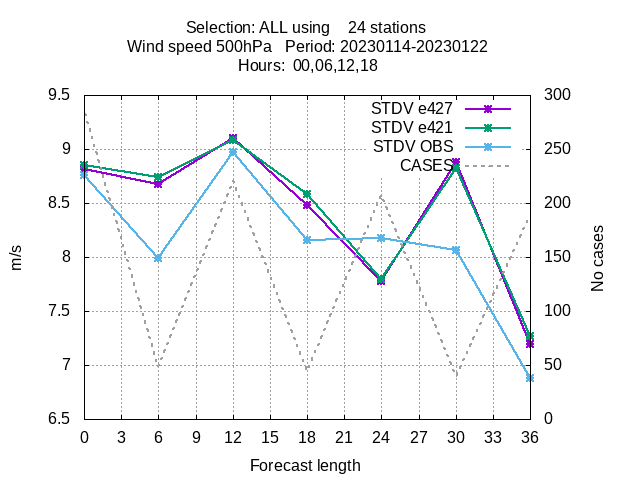 Selection: ALL using    24 stations
Wind speed 500hPa   Period: 20230114-20230122
Hours:  00,06,12,18
9.5
9
8.5
8
7.5
7
6.5
m/s
300
250
200
150
100
50
0
No cases
STDV e427
STDV e421
STDV OBS
CASES
0 3 6 9 12 15 18 21 24 27 30 33 36
Forecast length